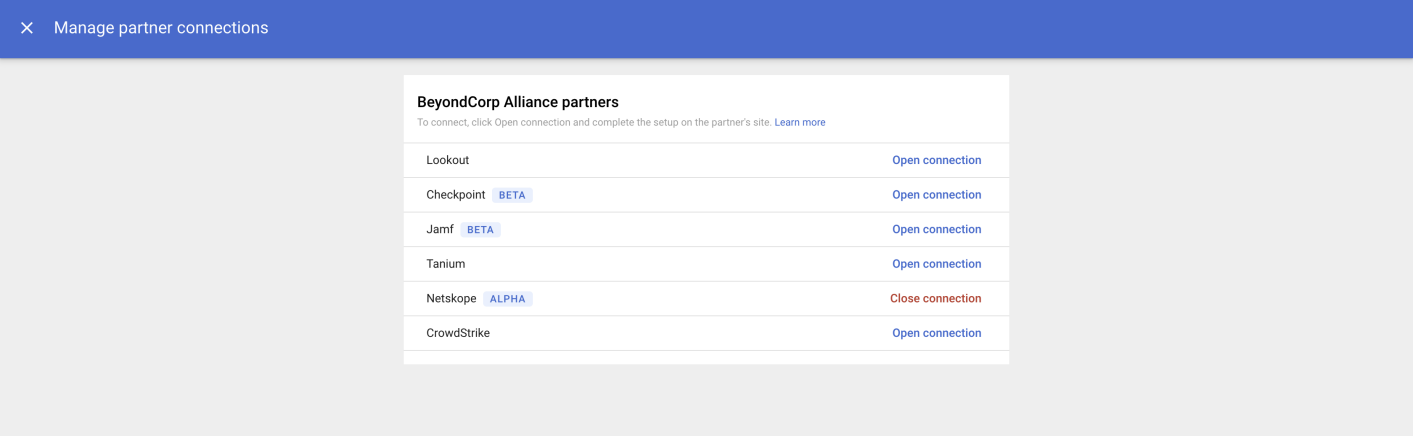 Manage partner connections
BeyondCorp Alliance partners
To connect, click Open connection and complete the setup on the partner's site. Learn more
Lookout Open connection
Checkpoint BETA Open connection
Jamf BETA Open connection
Tanium Open connection
Netskope ALPHA Close connection
CrowdStrike Open connection